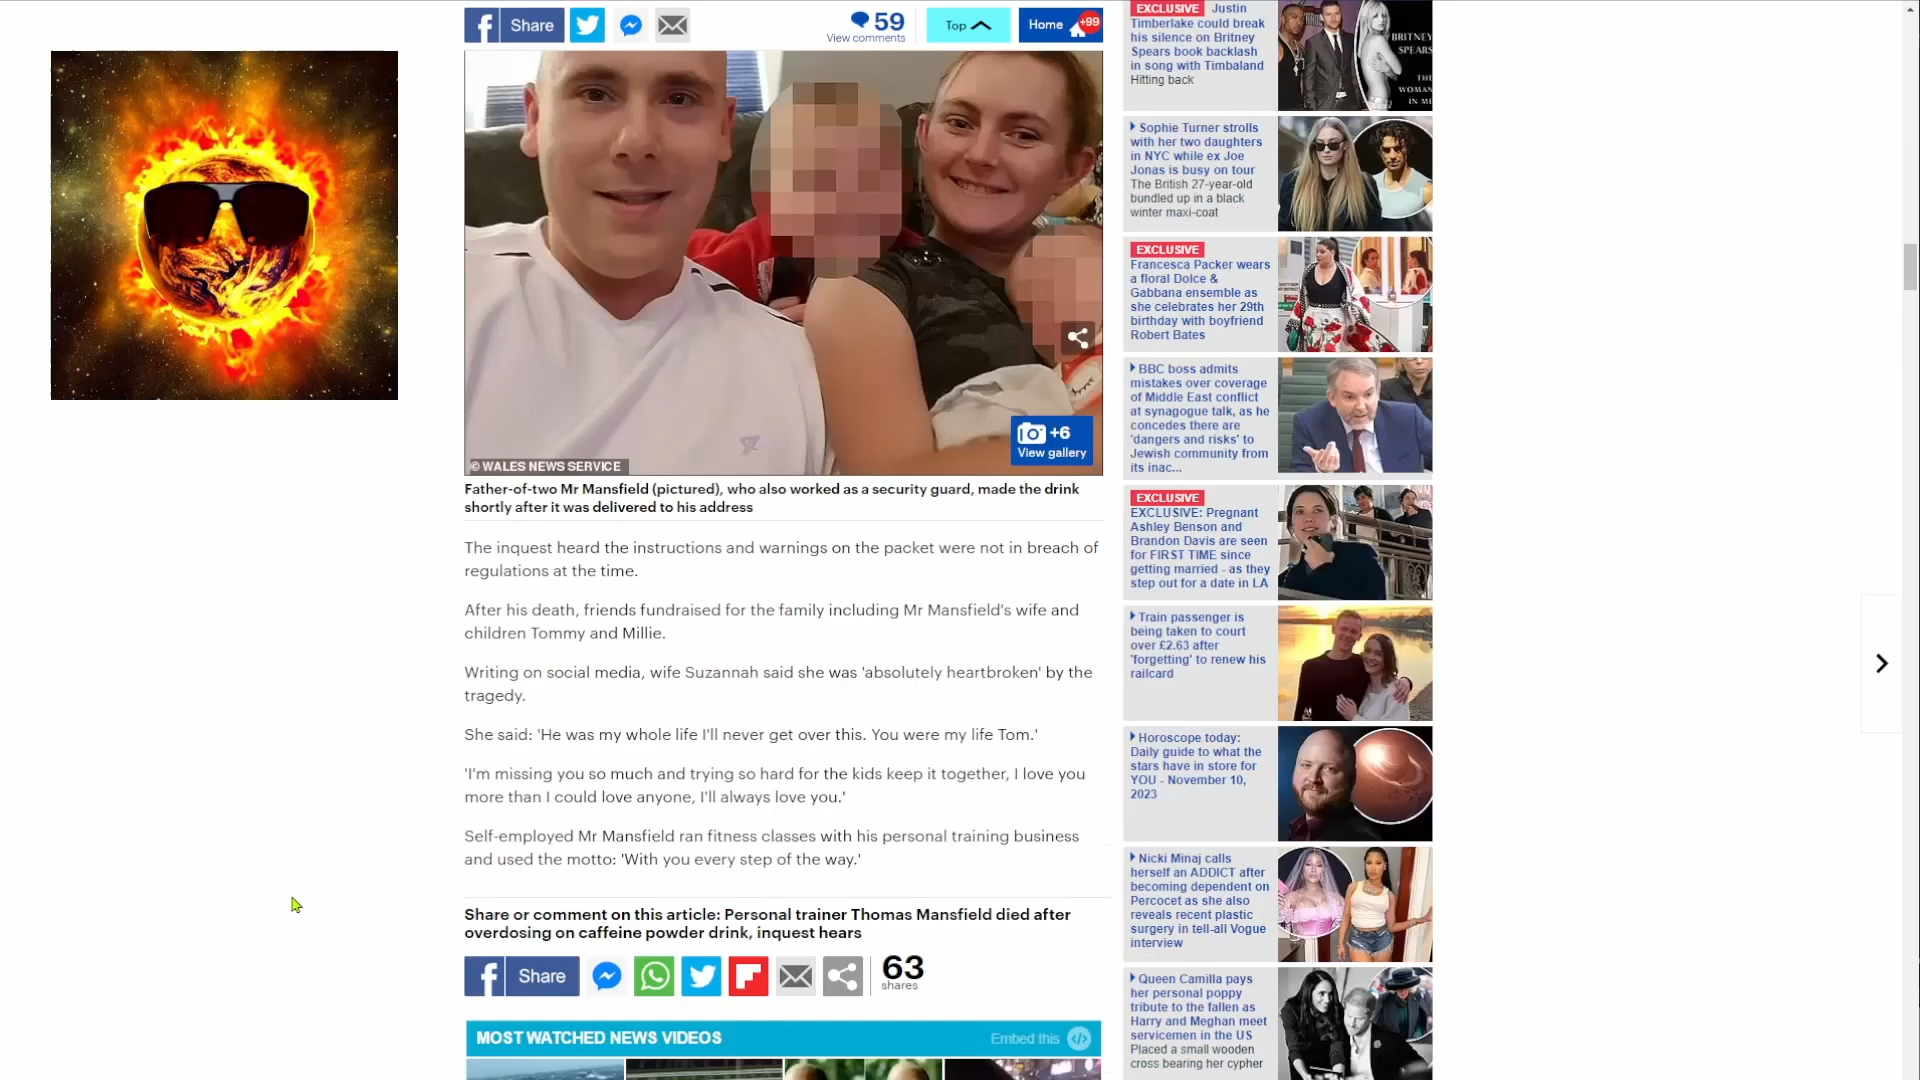 Share
59
View comments
Top
Home
+99
© WALES NEWS SERVICE
+6
View gallery
Father-of-two Mr Mansfield (pictured), who also worked as a security guard, made the drink
shortly after it was delivered to his address
The inquest heard the instructions and warnings on the packet were not in breach of
regulations at the time.
After his death, friends fundraised for the family including Mr Mansfield's wife and
children Tommy and Millie.
Writing on social media, wife Suzannah said she was 'absolutely heartbroken' by the
tragedy.
She said: 'He was my whole life I'll never get over this. You were my life Tom.'
'I'm missing you so much and trying so hard for the kids keep it together, I love you
more than I could love anyone, I'll always love you.'
Self-employed Mr Mansfield ran fitness classes with his personal training business
and used the motto: 'With you every step of the way.'
Share or comment on this article: Personal trainer Thomas Mansfield died after
overdosing on caffeine powder drink, inquest hears
Share
63
shares
MOST WATCHED NEWS VIDEOS
Embed this
EXCLUSIVE Justin
Timberlake could break
his silence on Britney
Spears book backlash
in song with Timbaland
Hitting back
BRITNEY
SPEARS
THE
WOMAN
IN ME
Sophie Turner strolls
with her two daughters
in NYC while ex Joe
Jonas is busy on tour
The British 27-year-old
bundled up in a black
winter maxi-coat
EXCLUSIVE
Francesca Packer wears
a floral Dolce &
Gabbana ensemble as
she celebrates her 29th
birthday with boyfriend
Robert Bates
BBC boss admits
mistakes over coverage
of Middle East conflict
at synagogue talk, as he
concedes there are
'dangers and risks' to
Jewish community from
its inac...
EXCLUSIVE
EXCLUSIVE: Pregnant
Ashley Benson and
Brandon Davis are seen
for FIRST TIME since
getting married - as they
step out for a date in LA
Train passenger is
being taken to court
over £2.63 after
'forgetting' to renew his
railcard
Horoscope today:
Daily guide to what the
stars have in store for
YOU - November 10,
2023
Nicki Minaj calls
herself an ADDICT after
becoming dependent on
Percocet as she also
reveals recent plastic
surgery in tell-all Vogue
interview
Queen Camilla pays
her personal poppy
tribute to the fallen as
Harry and Meghan meet
servicemen in the US
Placed a small wooden
cross bearing her cypher